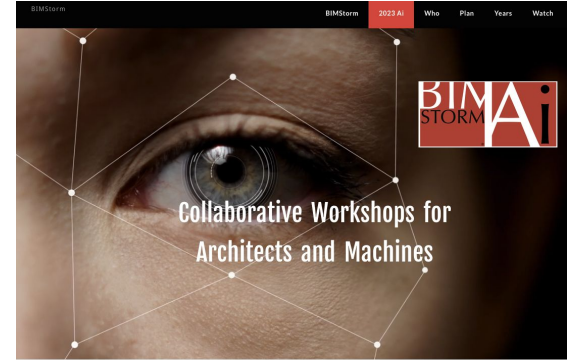 BIMStorm
BIMStorm 2023 Ai Who Plan Years Watch
BIM
STORM
Ai
Collaborative Workshops for
Architects and Machines